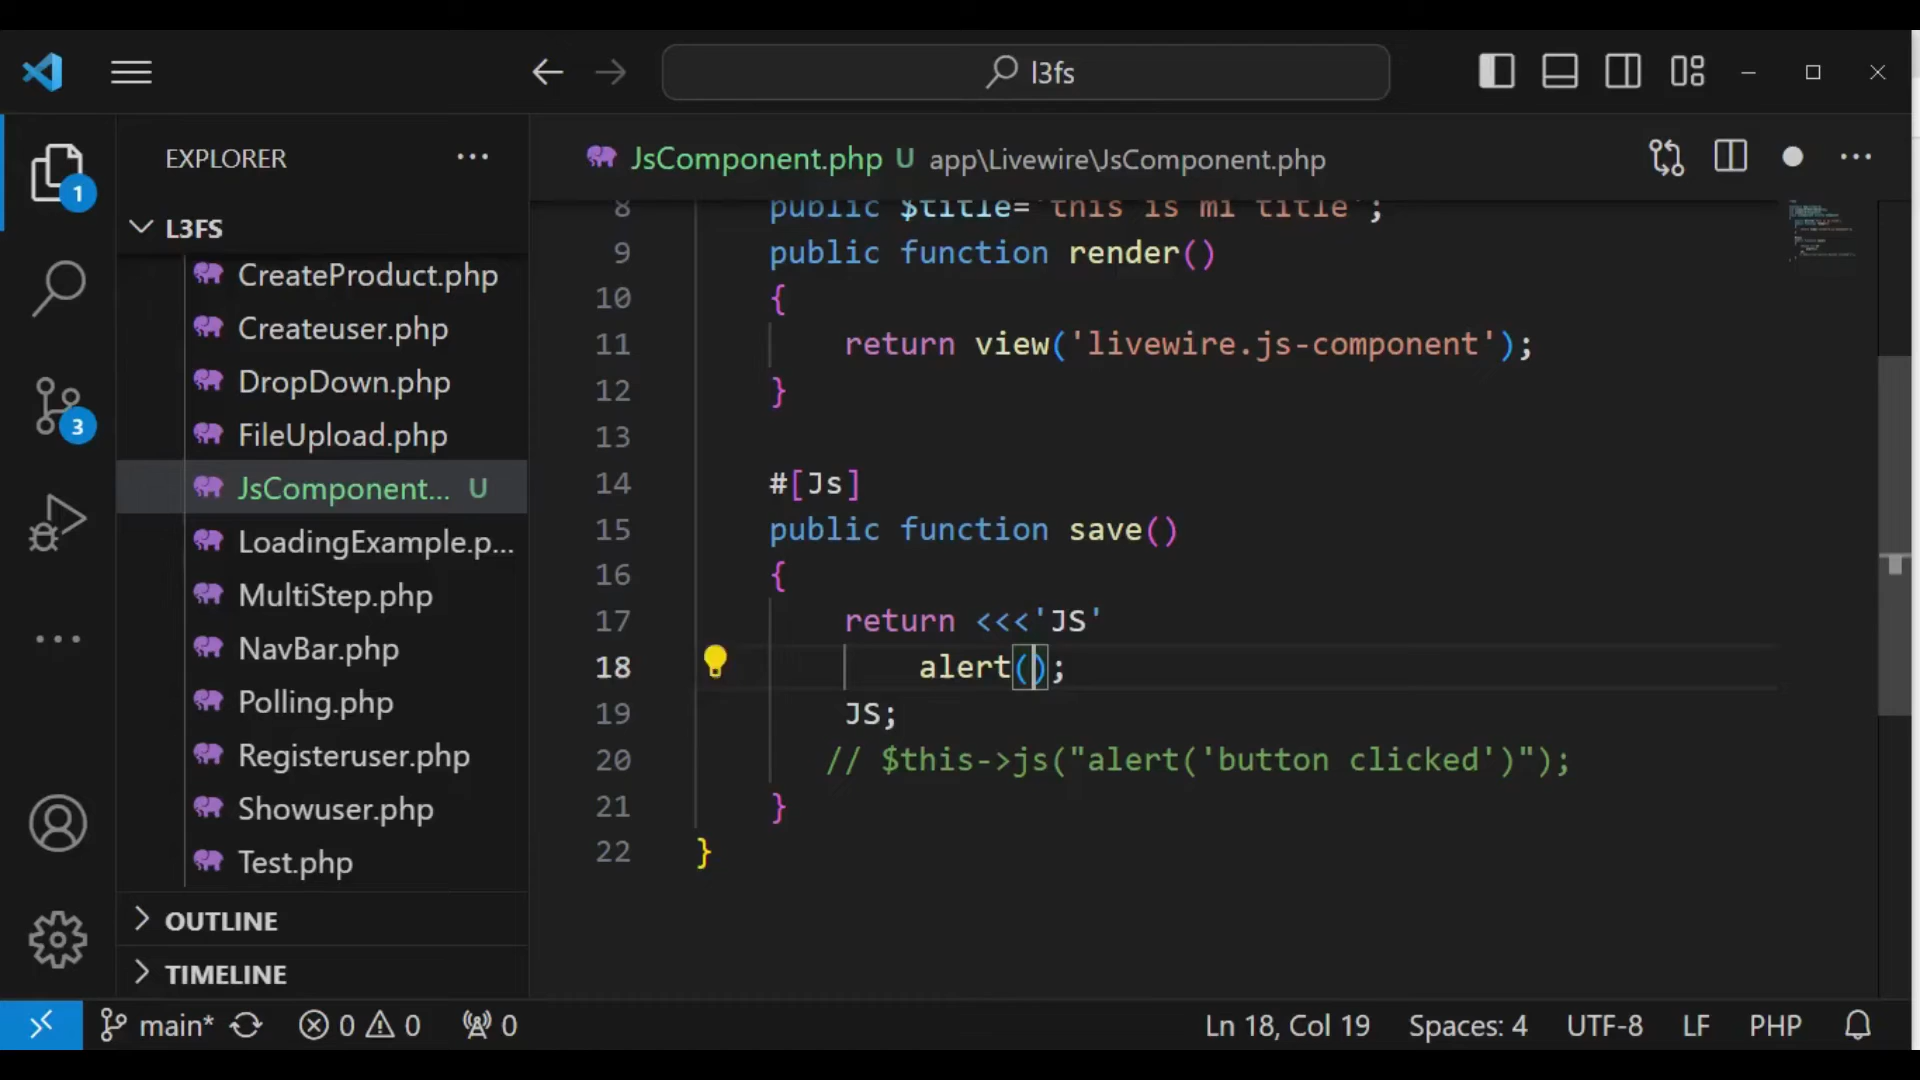 l3fs
EXPLORER
1
L3FS
CreateProduct.php
Createuser.php
DropDown.php
FileUpload.php
JsComponent... U
LoadingExample.p...
MultiStep.php
NavBar.php
Polling.php
Registeruser.php
Showuser.php
Test.php
3
OUTLINE
TIMELINE
JsComponent.php U app\Livewire\JsComponent.php
8 public $title='this is mi title';
9 public function render()
10 {
11 return view('livewire.js-component');
12 }
13
14 #[Js]
15 public function save()
16 {
17 return <<<'JS'
18 alert();
19 JS;
20 // $this->js("alert('button clicked')");
21 }
22 }
main* 0 0 0 Ln 18, Col 19 Spaces: 4 UTF-8 LF PHP